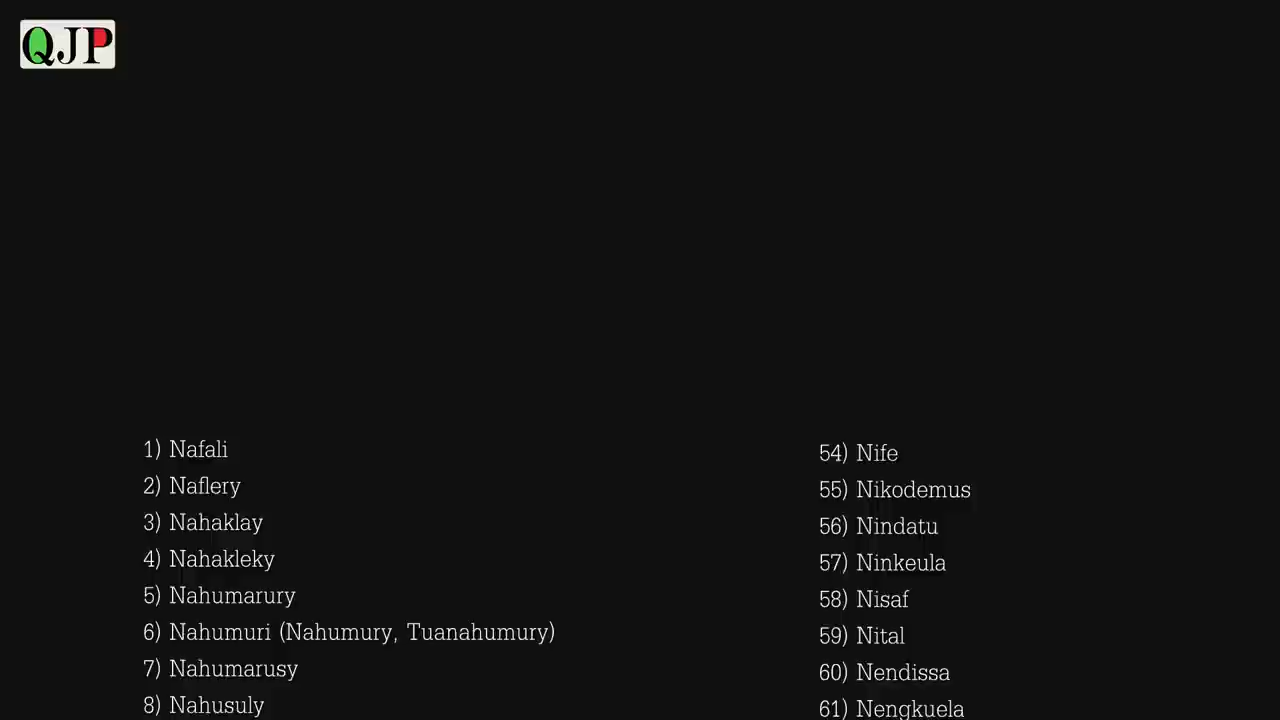 QJP
1) Nafali
2) Naflery
3) Nahaklay
4) Nahakleky
5) Nahumarury
6) Nahumuri (Nahumury, Tuanahumury)
7) Nahumarusy
8) Nahusuly
54) Nife
55) Nikodemus
56) Nindatu
57) Ninkeula
58) Nisaf
59) Nital
60) Nendissa
61) Nengkuela